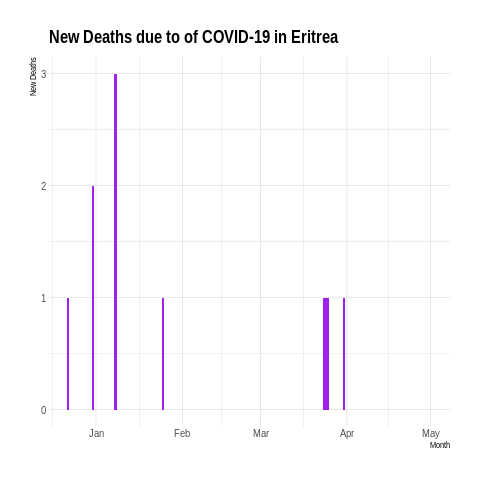 New Deaths due to of COVID-19 in Eritrea
New Deaths
3
2
1
0
Jan Feb Mar Apr May
Month